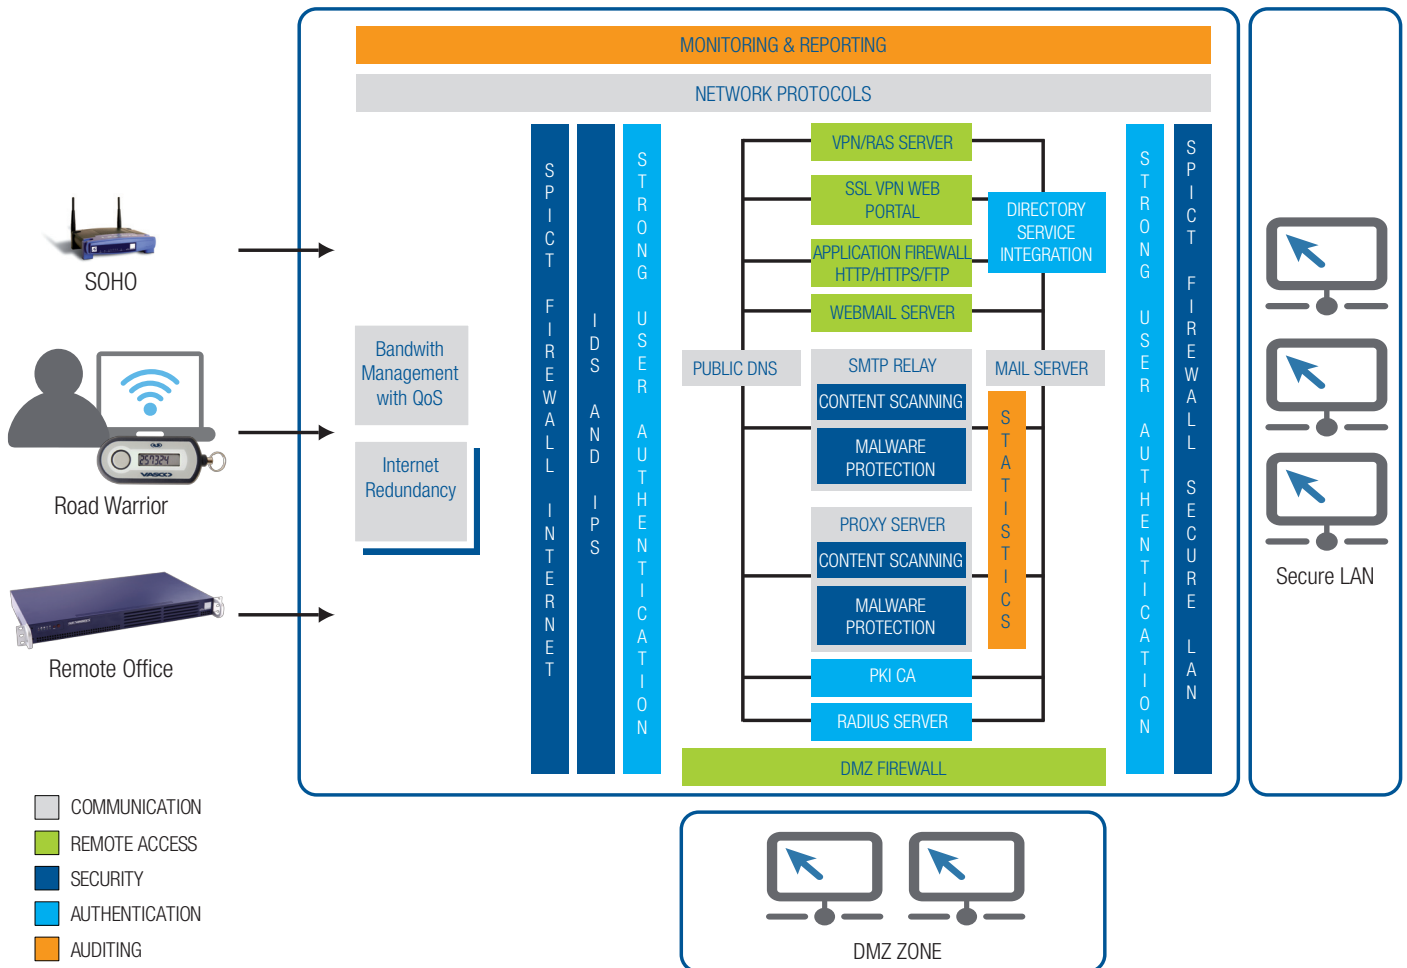 MONITORING & REPORTING
NETWORK PROTOCOLS
SOHO
Road Warrior
257324
VASCO
Remote Office
Bandwith
Management
with QoS
Internet
Redundancy
SPICT FIREWALL INTERNET
IDS AND IPS
STRONG USER AUTHENTICATION
PUBLIC DNS
VPN/RAS SERVER
SSL VPN WEB
PORTAL
APPLICATION FIREWALL
HTTP/HTTPS/FTP
WEBMAIL SERVER
SMTP RELAY
CONTENT SCANNING
MALWARE
PROTECTION
PROXY SERVER
CONTENT SCANNING
MALWARE
PROTECTION
PKI CA
RADIUS SERVER
DIRECTORY
SERVICE
INTEGRATION
MAIL SERVER
STATISTICS
DMZ FIREWALL
STRONG USER AUTHENTICATION
SPICT FIREWALL SECURE LAN
Secure LAN
COMMUNICATION
REMOTE ACCESS
SECURITY
AUTHENTICATION
AUDITING
DMZ ZONE